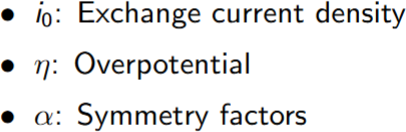 • i₀: Exchange current density
• η: Overpotential
• α: Symmetry factors